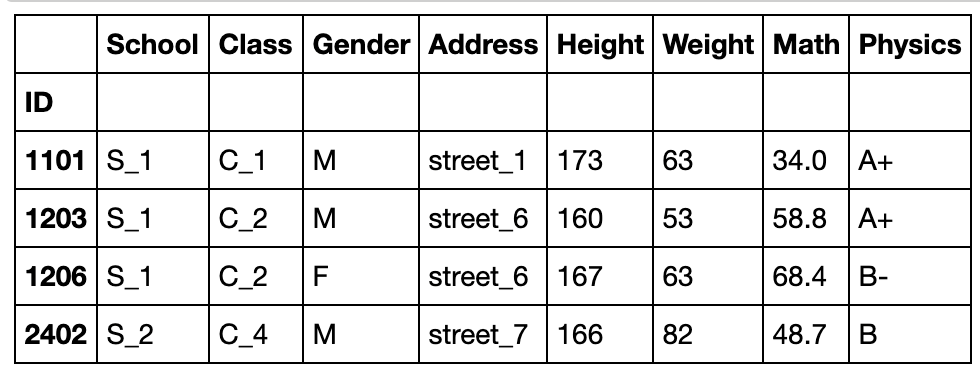 School Class Gender Address Height Weight Math Physics
ID
1101 S_1 C_1 M street_1 173 63 34.0 A+
1203 S_1 C_2 M street_6 160 53 58.8 A+
1206 S_1 C_2 F street_6 167 63 68.4 B-
2402 S_2 C_4 M street_7 166 82 48.7 B